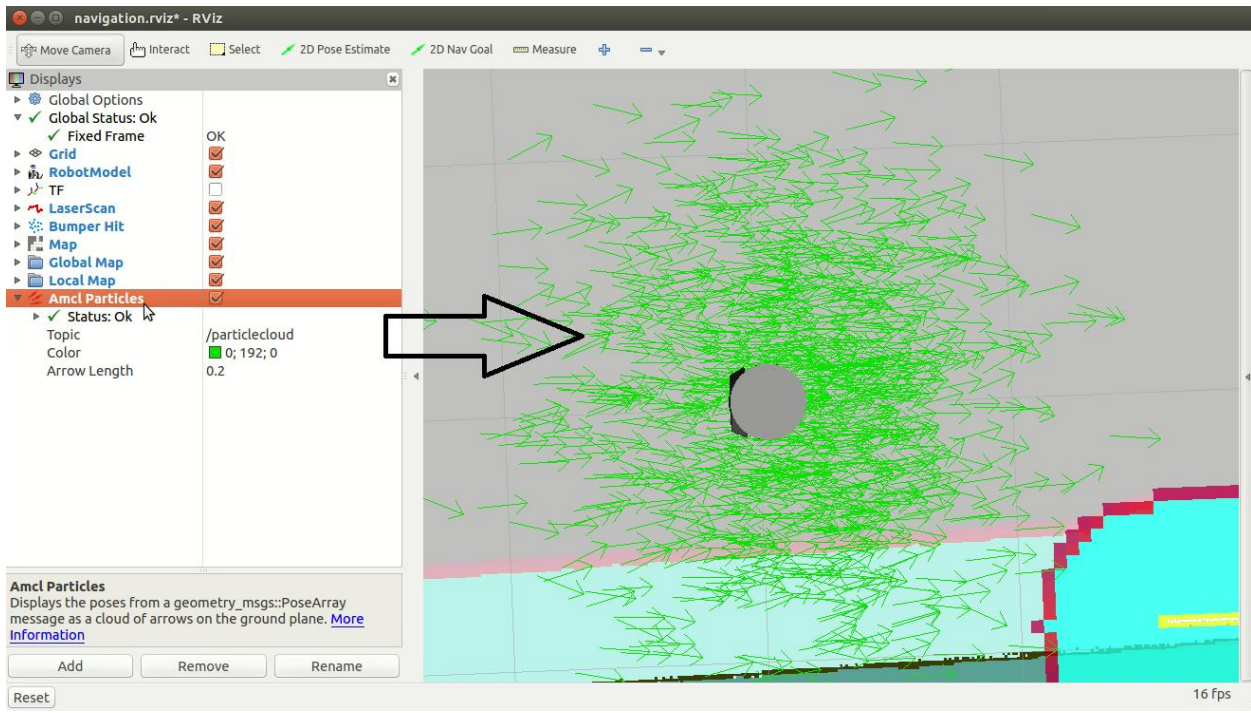 navigation.rviz* - RViz
Move Camera Interact Select 2D Pose Estimate 2D Nav Goal Measure
Displays
Global Options
Global Status: Ok
Fixed Frame OK
Grid
RobotModel
TF
LaserScan
Bumper Hit
Map
Global Map
Local Map
Amcl Particles
Status: Ok
Topic /particlecloud
Color 0; 192; 0
Arrow Length 0.2
Amcl Particles
Displays the poses from a geometry_msgs::PoseArray
message as a cloud of arrows on the ground plane. More
Information
Add Remove Rename
Reset 16 fps